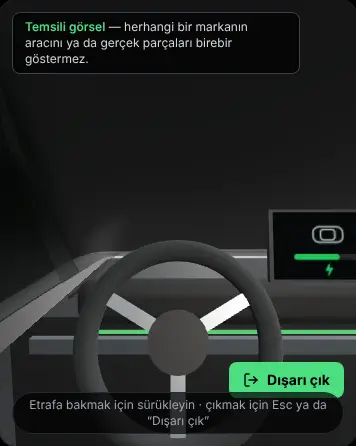 Temsili görsel — herhangi bir markanın
aracını ya da gerçek parçaları birebir
göstermez.
Dışarı çık
Etrafa bakmak için sürükleyin · çıkmak için Esc ya da
“Dışarı çık”